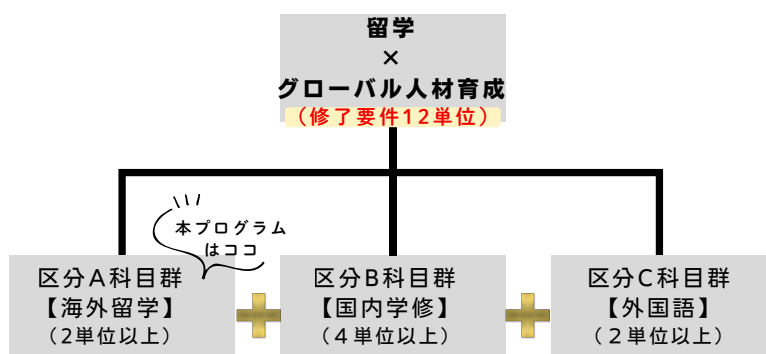 留学
×
グローバル人材育成
（修了要件12単位）
本プログラム
はココ
区分A科目群
【海外留学】
（2単位以上）
区分B科目群
【国内学修】
（４単位以上）
区分C科目群
【外国語】
（２単位以上）